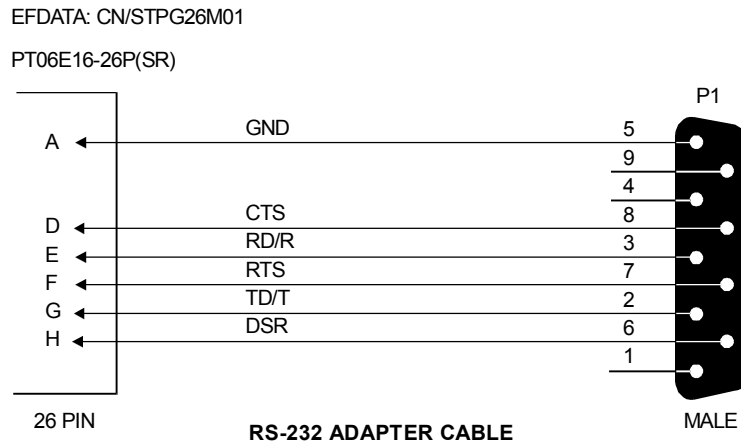 EFDATA: CN/STPG26M01
PT06E16-26P(SR)
P1
A GND 5
9
4
D CTS 8
E RD/R 3
F RTS 7
G TD/T 2
H DSR 6
1
26 PIN
RS-232 ADAPTER CABLE
MALE